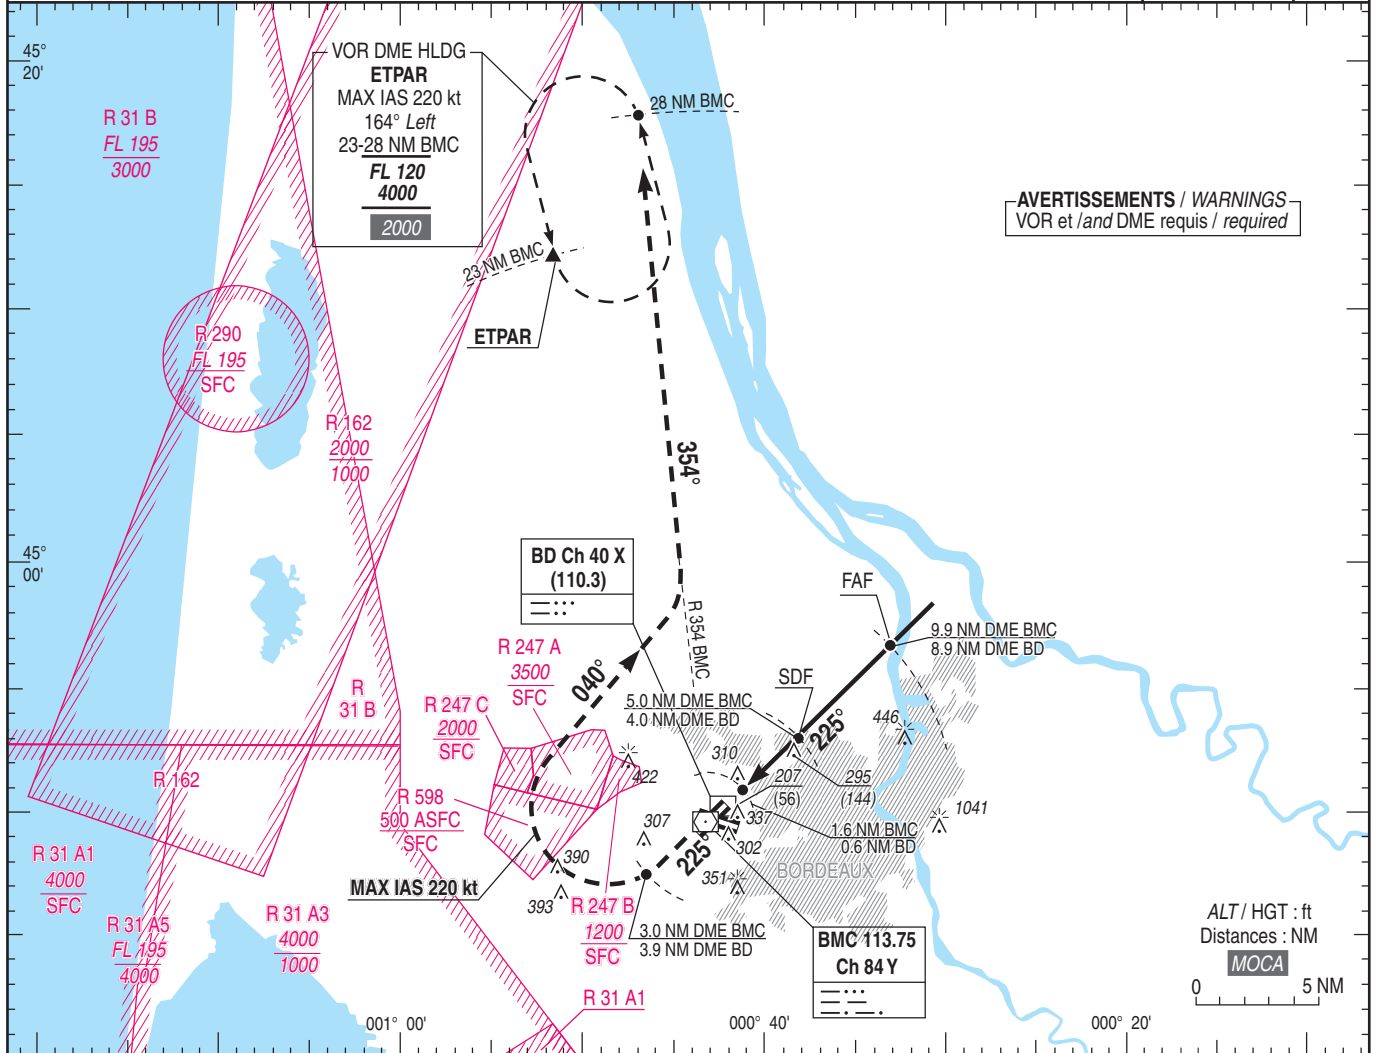 45°
20'
VOR DME HLDG
ETPAR
MAX IAS 220 kt
164° Left
23-28 NM BMC
FL 120
4000
2000
28 NM BMC
R 31 B
FL 195
3000
AVERTISSEMENTS / WARNINGS
VOR et /and DME requis / required
23 NM BMC
ETPAR
R 290
FL 195
SFC
R 162
2000
1000
354°
45°
00'
BD Ch 40 X
(110.3)
FAF
R 354 BMC
9.9 NM DME BMC
8.9 NM DME BD
R 247 A
3500
SFC
040°
SDF
R
31 B
R 247 C
2000
SFC
5.0 NM DME BMC
4.0 NM DME BD
225°
446
310
422
207
(56)
295
(144)
R 162
R 598
500 ASFC
SFC
307
337
1041
1.6 NM BMC
0.6 NM BD
302
225°
390
351
BORDEAUX
R 31 A1
4000
SFC
MAX IAS 220 kt
393
R 247 B
1200
SFC
3.0 NM DME BMC
3.9 NM DME BD
R 31 A5
FL 195
4000
R 31 A3
4000
1000
BMC 113.75
Ch 84 Y
ALT / HGT : ft
Distances : NM
MOCA
0 5 NM
R 31 A1
001° 00'
000° 40'
000° 20'